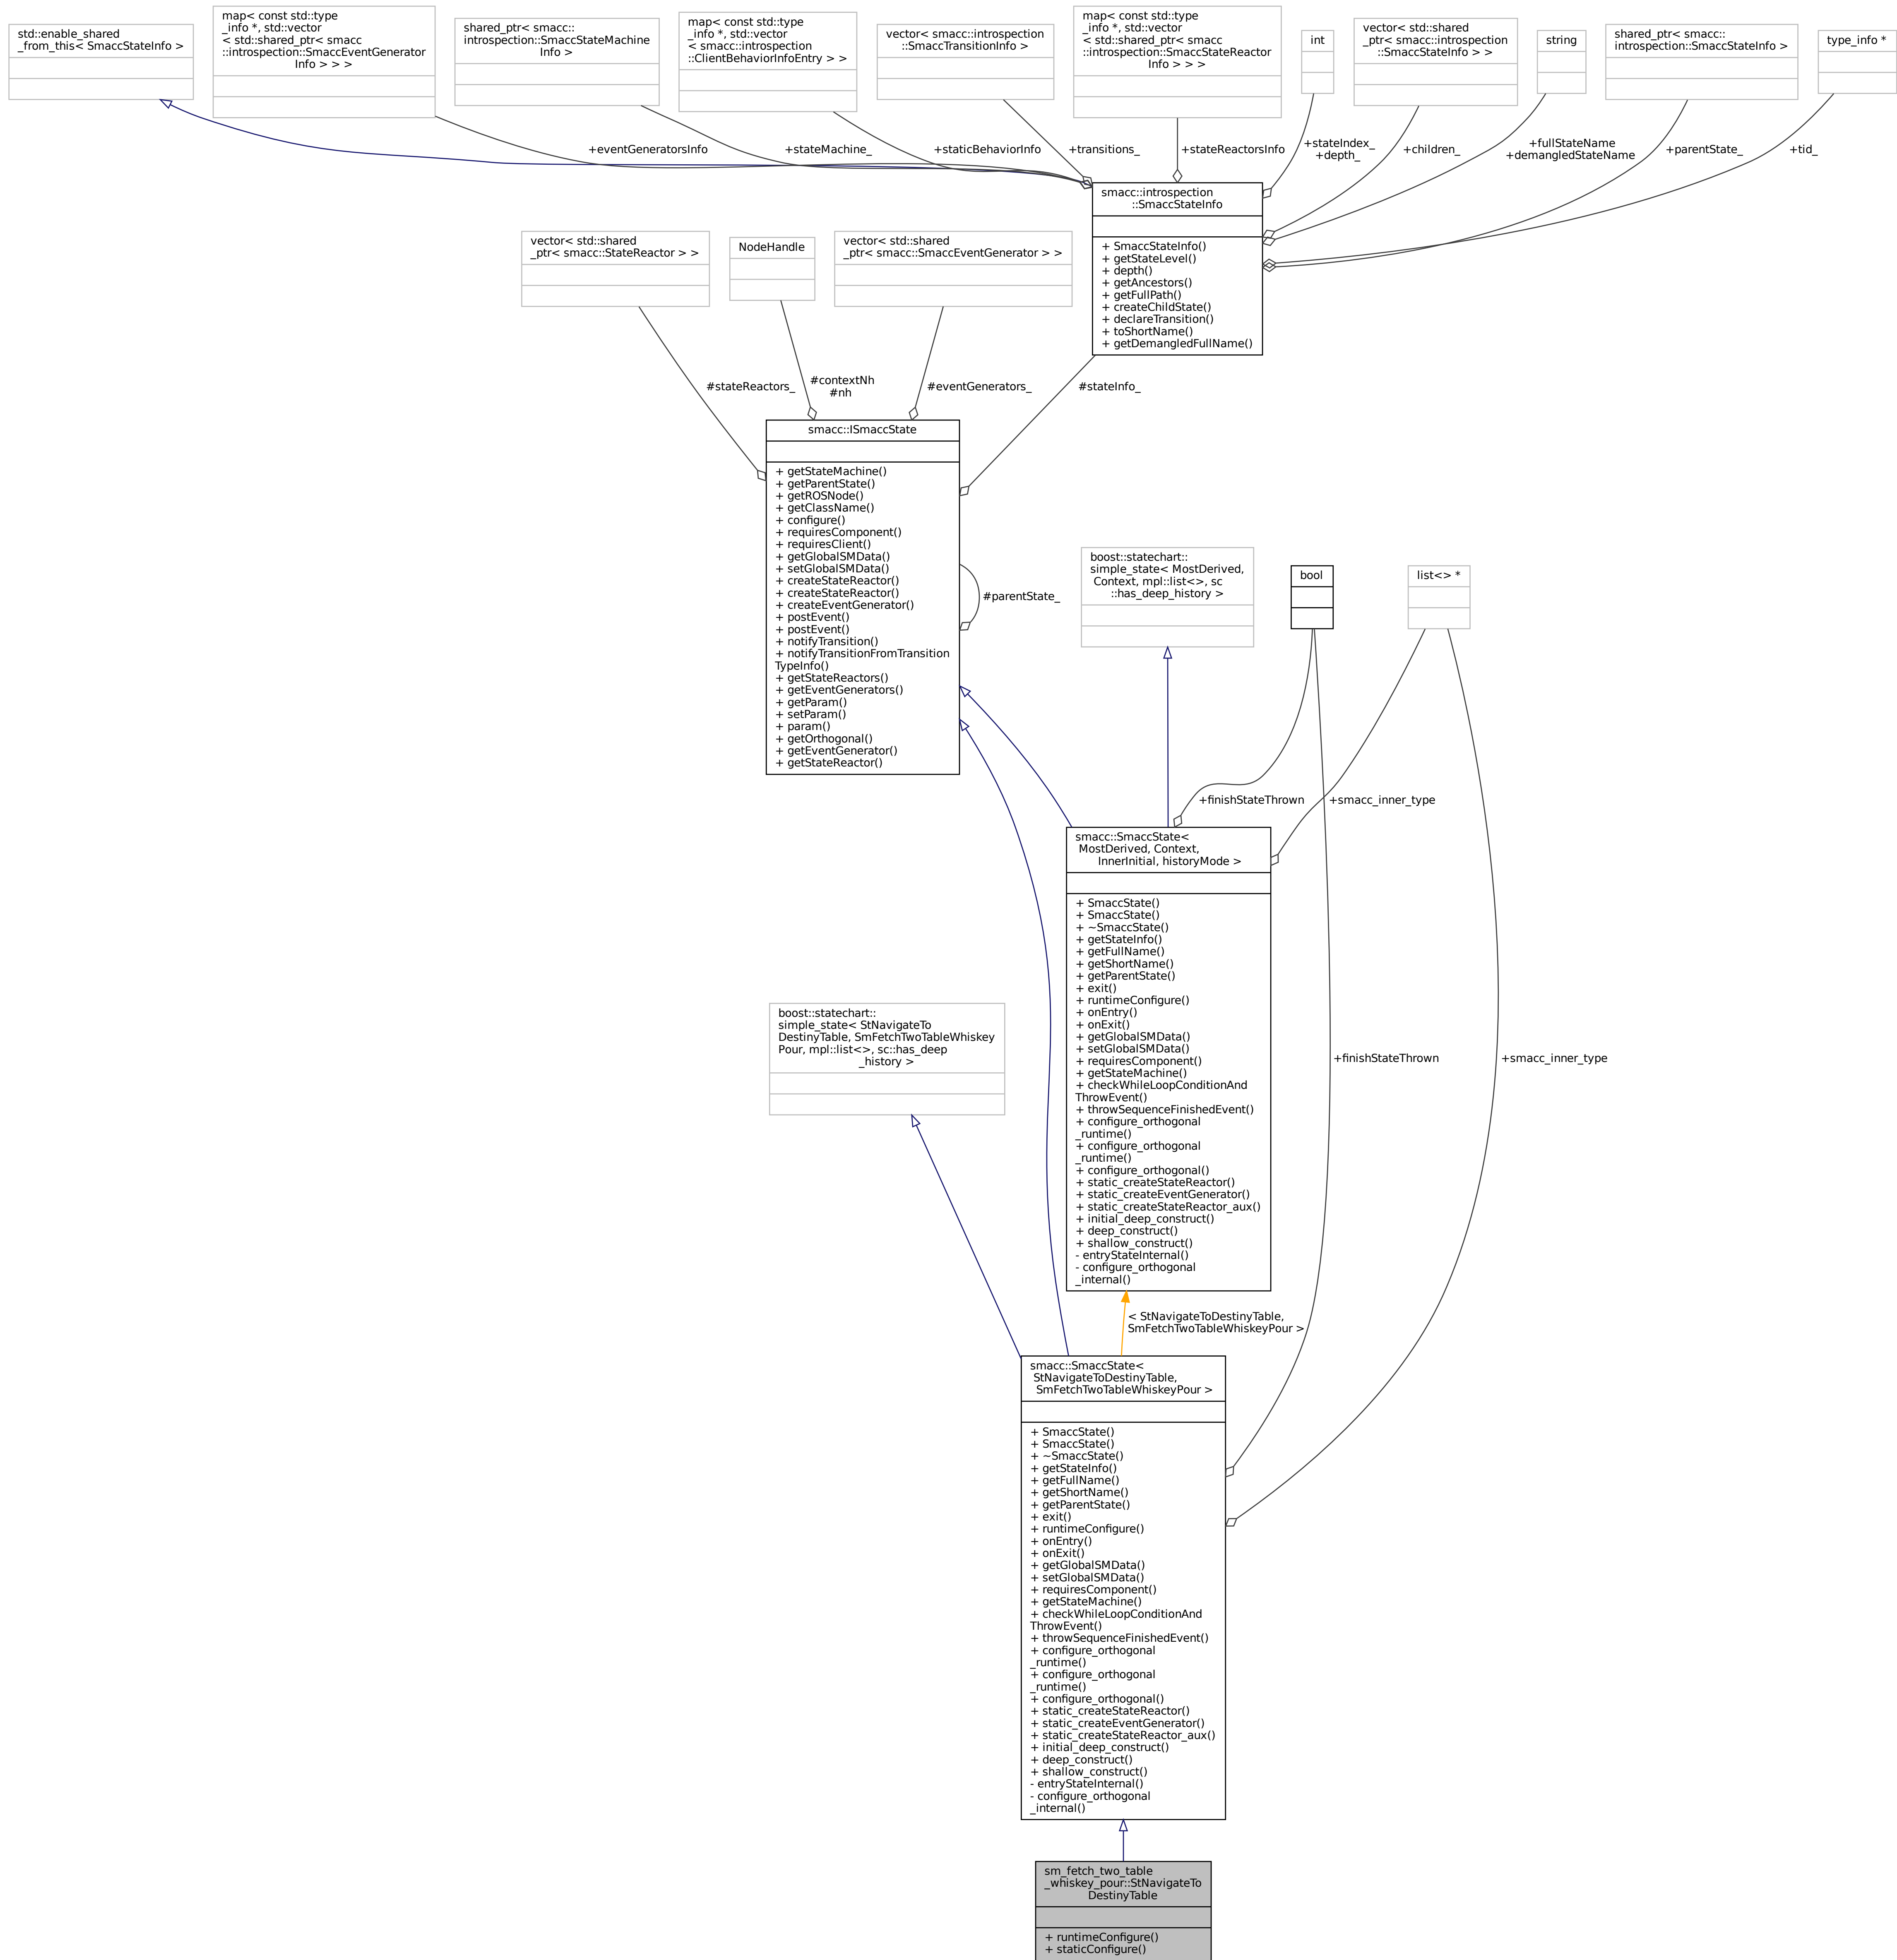 std::enable_shared
_from_this< SmaccStateInfo >
map< const std::type
_info *, std::vector
< std::shared_ptr< smacc
::introspection::SmaccEventGenerator
Info > > >
shared_ptr< smacc::
introspection::SmaccStateMachine
Info >
map< const std::type
_info *, std::vector
< smacc::introspection
::ClientBehaviorInfoEntry > >
vector< smacc::introspection
::SmaccTransitionInfo >
map< const std::type
_info *, std::vector
< std::shared_ptr< smacc
::introspection::SmaccStateReactor
Info > > >
int
vector< std::shared
_ptr< smacc::introspection
::SmaccStateInfo > >
string
shared_ptr< smacc::
introspection::SmaccStateInfo >
type_info *
+eventGeneratorsInfo
+stateMachine_
+staticBehaviorInfo
+transitions_
+stateReactorsInfo
+stateIndex_
+depth_
+children_
+fullStateName
+demangledStateName
+parentState_
+tid_
smacc::introspection
::SmaccStateInfo
+ SmaccStateInfo()
+ getStateLevel()
+ depth()
+ getAncestors()
+ getFullPath()
+ createChildState()
+ declareTransition()
+ toShortName()
+ getDemangledFullName()
vector< std::shared
_ptr< smacc::StateReactor > >
NodeHandle
vector< std::shared
_ptr< smacc::SmaccEventGenerator > >
#stateReactors_
#contextNh
#nh
#eventGenerators_
#stateInfo_
smacc::ISmaccState
+ getStateMachine()
+ getParentState()
+ getROSNode()
+ getClassName()
+ configure()
+ requiresComponent()
+ requiresClient()
+ getGlobalSMData()
+ setGlobalSMData()
+ createStateReactor()
+ createStateReactor()
+ createEventGenerator()
+ postEvent()
+ postEvent()
+ notifyTransition()
+ notifyTransitionFromTransition
TypeInfo()
+ getStateReactors()
+ getEventGenerators()
+ getParam()
+ setParam()
+ param()
+ getOrthogonal()
+ getEventGenerator()
+ getStateReactor()
#parentState_
boost::statechart::
simple_state< MostDerived,
Context, mpl::list<>, sc
::has_deep_history >
bool
list<> *
+finishStateThrown
+smacc_inner_type
smacc::SmaccState<
MostDerived, Context,
InnerInitial, historyMode >
+ SmaccState()
+ SmaccState()
+ ~SmaccState()
+ getStateInfo()
+ getFullName()
+ getShortName()
+ getParentState()
+ exit()
+ runtimeConfigure()
+ onEntry()
+ onExit()
+ getGlobalSMData()
+ setGlobalSMData()
+ requiresComponent()
+ getStateMachine()
+ checkWhileLoopConditionAnd
ThrowEvent()
+ throwSequenceFinishedEvent()
+ configure_orthogonal
_runtime()
+ configure_orthogonal
_runtime()
+ configure_orthogonal()
+ static_createStateReactor()
+ static_createEventGenerator()
+ static_createStateReactor_aux()
+ initial_deep_construct()
+ deep_construct()
+ shallow_construct()
- entryStateInternal()
- configure_orthogonal
_internal()
boost::statechart::
simple_state< StNavigateTo
DestinyTable, SmFetchTwoTableWhiskey
Pour, mpl::list<>, sc::has_deep
_history >
+finishStateThrown
+smacc_inner_type
< StNavigateToDestinyTable,
SmFetchTwoTableWhiskeyPour >
smacc::SmaccState<
StNavigateToDestinyTable,
SmFetchTwoTableWhiskeyPour >
+ SmaccState()
+ SmaccState()
+ ~SmaccState()
+ getStateInfo()
+ getFullName()
+ getShortName()
+ getParentState()
+ exit()
+ runtimeConfigure()
+ onEntry()
+ onExit()
+ getGlobalSMData()
+ setGlobalSMData()
+ requiresComponent()
+ getStateMachine()
+ checkWhileLoopConditionAnd
ThrowEvent()
+ throwSequenceFinishedEvent()
+ configure_orthogonal
_runtime()
+ configure_orthogonal
_runtime()
+ configure_orthogonal()
+ static_createStateReactor()
+ static_createEventGenerator()
+ static_createStateReactor_aux()
+ initial_deep_construct()
+ deep_construct()
+ shallow_construct()
- entryStateInternal()
- configure_orthogonal
_internal()
sm_fetch_two_table
_whiskey_pour::StNavigateTo
DestinyTable
+ runtimeConfigure()
+ staticConfigure()